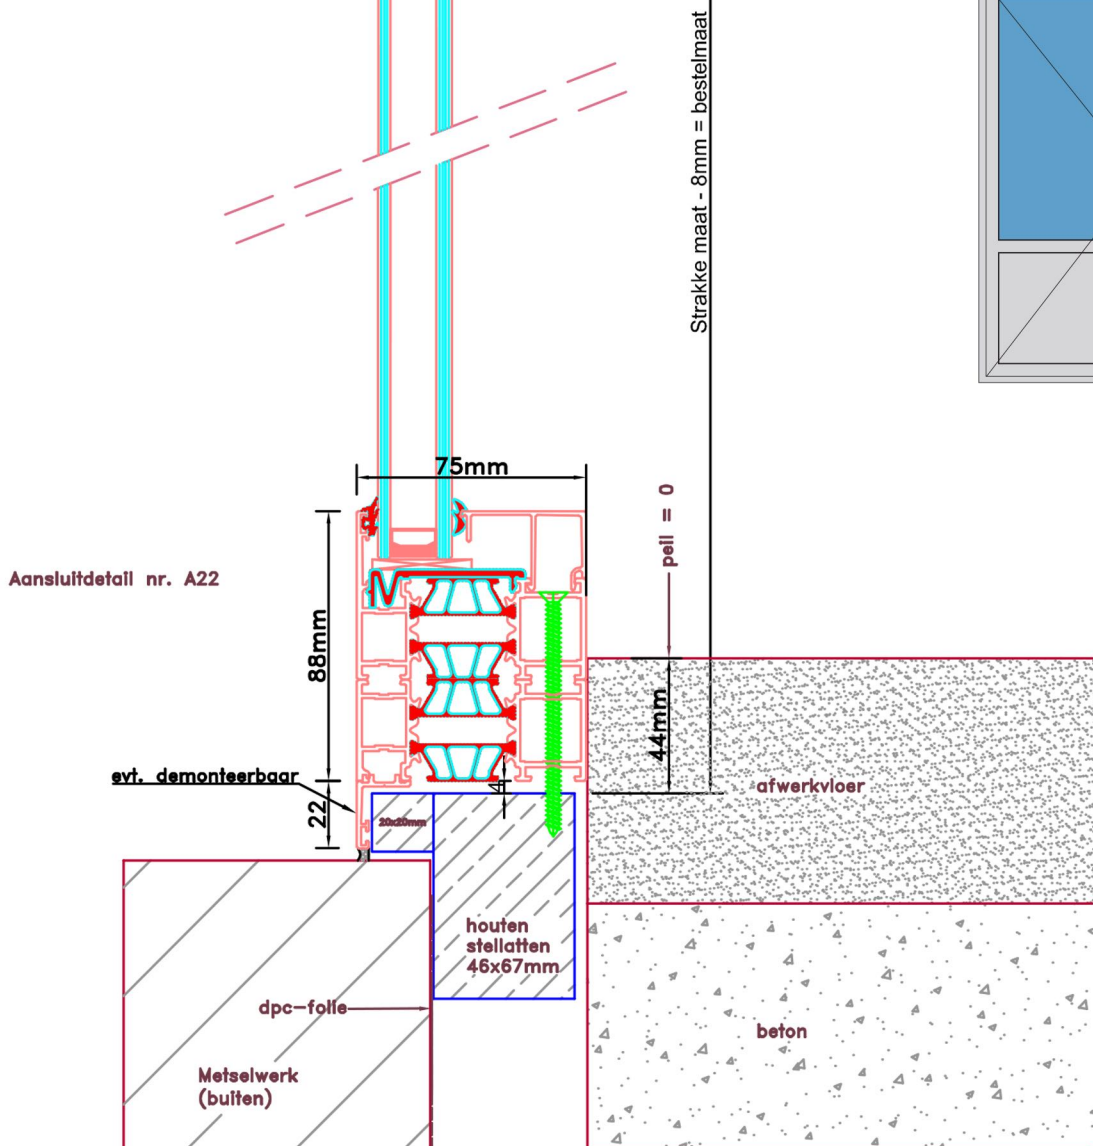 Strakke maat - 8mm = bestelmaat
75mm
peil = 0
Aansluitdetail nr. A22
88mm
44mm
evt. demonteerbaar
4
afwerkvloer
22
20x20mm
houten
stellatten
46x67mm
dpc-folie
beton
Metselwerk
(buiten)